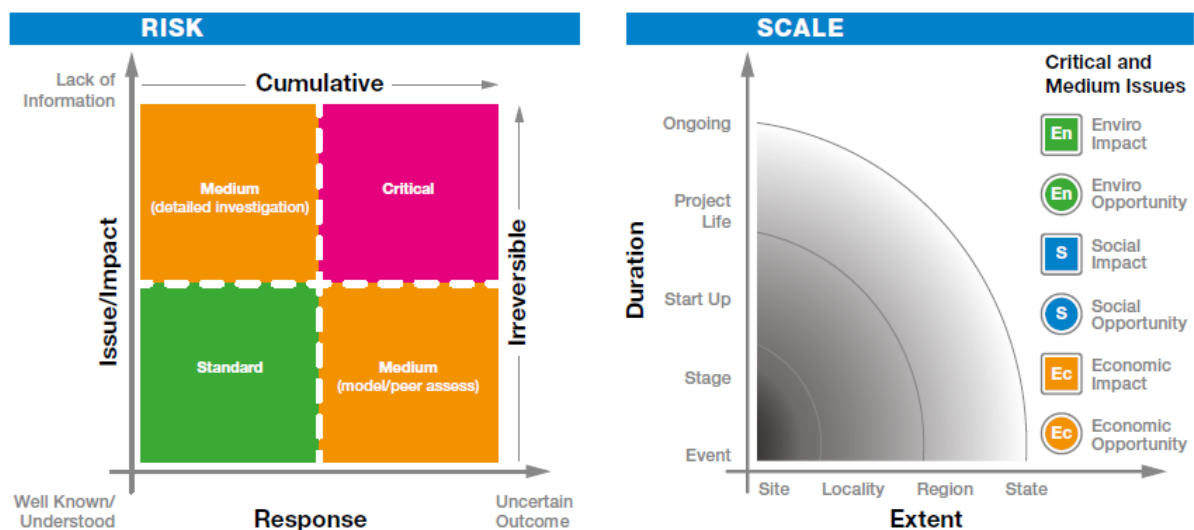 RISK
Lack of
Information
Cumulative
Medium
(detailed investigation)
Critical
Issue/Impact
Irreversible
Standard
Medium
(model/peer assess)
Well Known/
Understood
Response
Uncertain
Outcome
SCALE
Critical and
Medium Issues
Ongoing
Project
Life
Duration
Start Up
Stage
Event
Site
Locality
Region
State
Extent
En
Enviro
Impact
En
Enviro
Opportunity
S
Social
Impact
S
Social
Opportunity
Ec
Economic
Impact
Ec
Economic
Opportunity